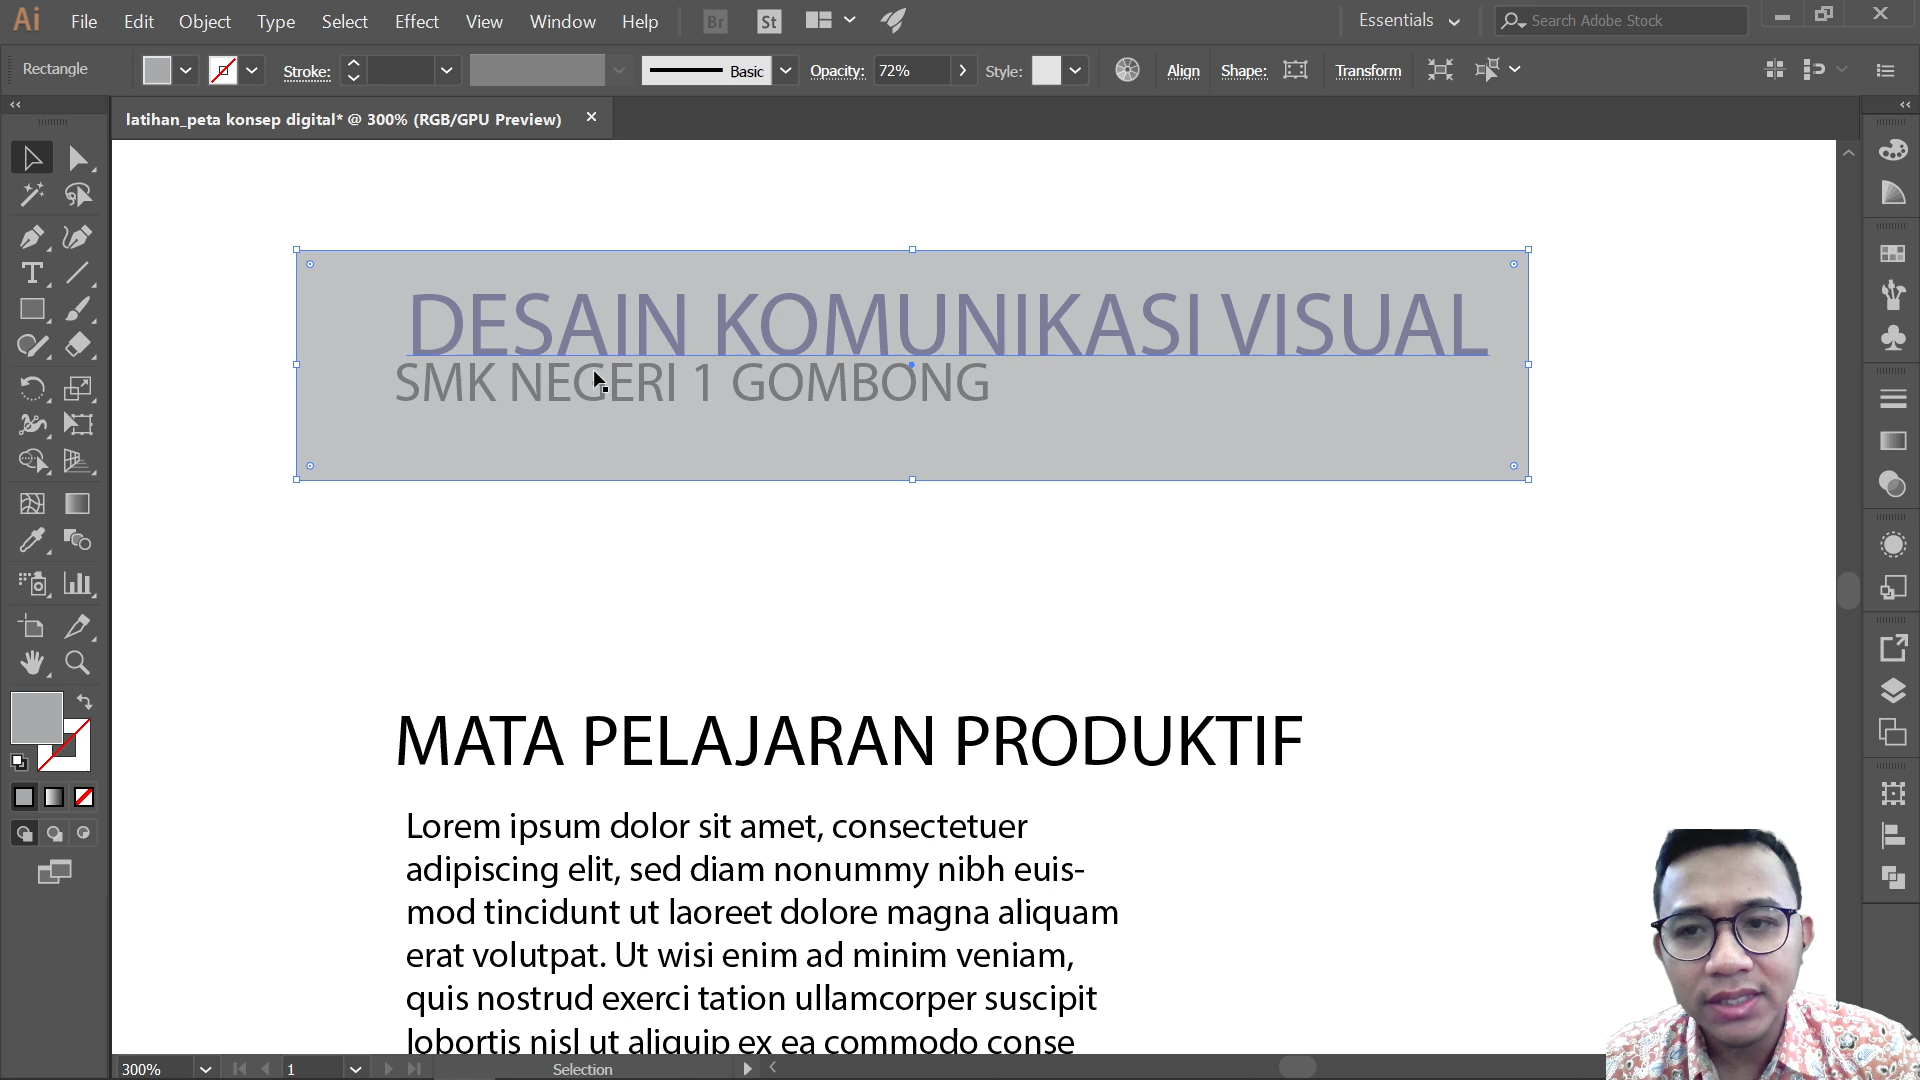 Ai File Edit Object Type Select Effect View Window Help Br St Essentials Search Adobe Stock
Rectangle Stroke: Basic Opacity: 72% Style: Align Shape: Transform
latihan_peta konsep digital* @ 300% (RGB/GPU Preview)
DESAIN KOMUNIKASI VISUAL
SMK NEGERI 1 GOMBONG
MATA PELAJARAN PRODUKTIF
Lorem ipsum dolor sit amet, consectetuer
adipiscing elit, sed diam nonummy nibh euis-
mod tincidunt ut laoreet dolore magna aliquam
erat volutpat. Ut wisi enim ad minim veniam,
quis nostrud exerci tation ullamcorper suscipit
lobortis nisl ut aliquip ex ea commodo conse
300% 1 Selection